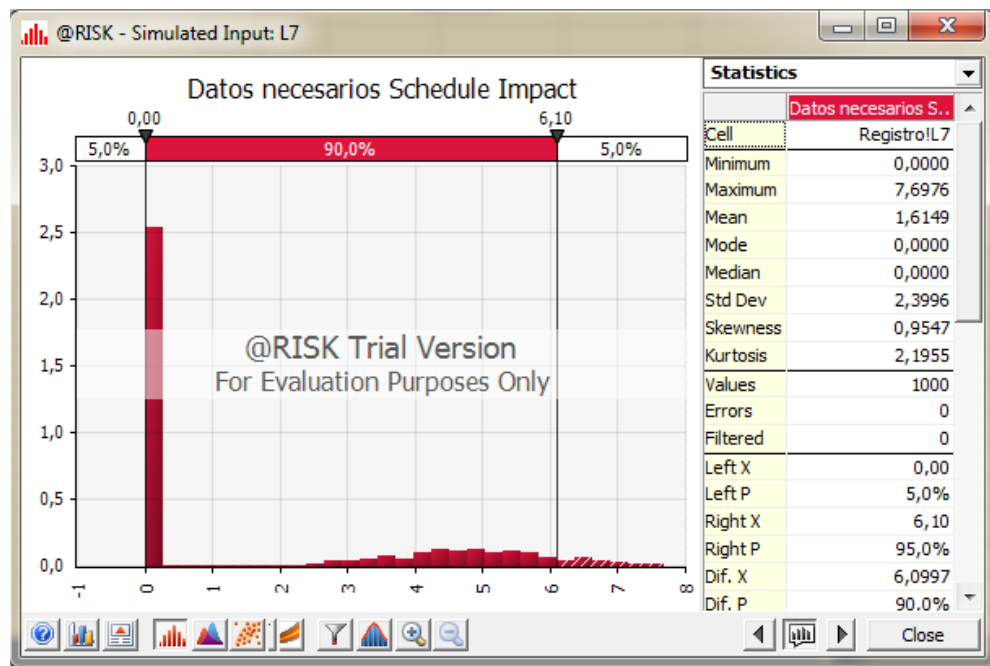 @RISK - Simulated Input: L7
Datos necesarios Schedule Impact
0,00 6,10
5,0% 90,0% 5,0%
3,0
2,5
2,0
1,5
1,0
0,5
0,0
-1 0 1 2 3 4 5 6 7 8
@RISK Trial Version
For Evaluation Purposes Only
Statistics
Datos necesarios S..
Cell Registro!L7
Minimum 0,0000
Maximum 7,6976
Mean 1,6149
Mode 0,0000
Median 0,0000
Std Dev 2,3996
Skewness 0,9547
Kurtosis 2,1955
Values 1000
Errors 0
Filtered 0
Left X 0,00
Left P 5,0%
Right X 6,10
Right P 95,0%
Dif. X 6,0997
Dif. P 90,0%
Close